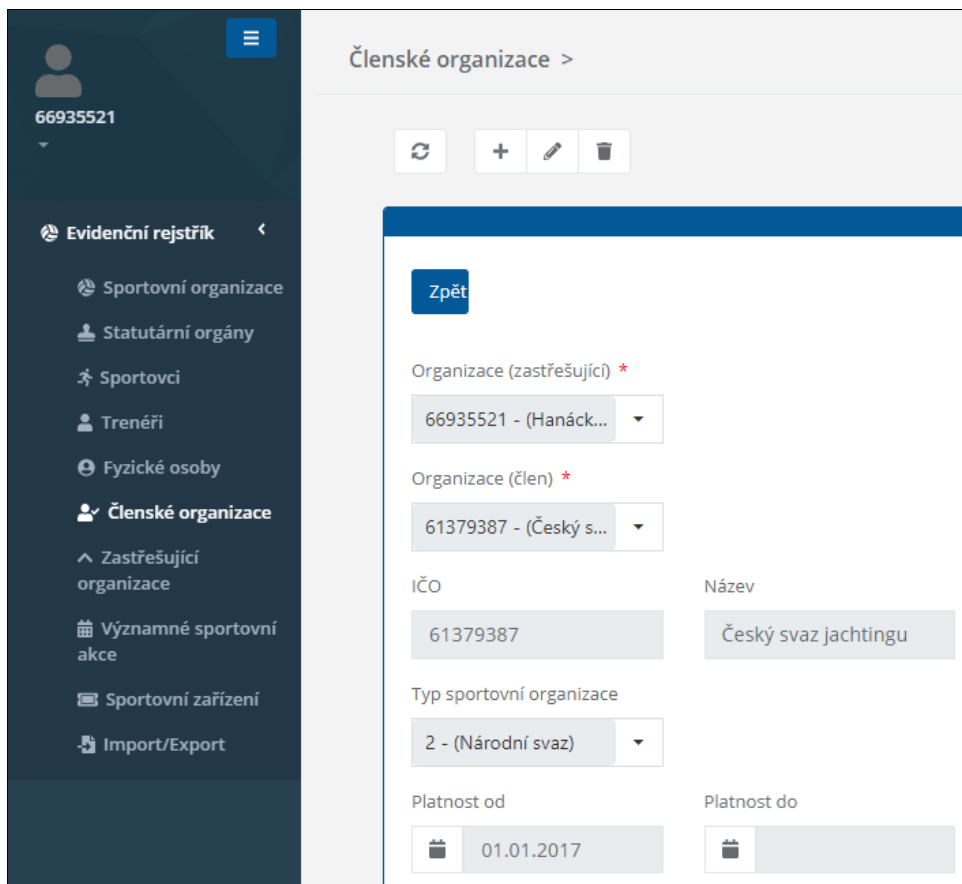 66935521
Evidenční rejstřík
Sportovní organizace
Statutární orgány
Sportovci
Trenéři
Fyzické osoby
Členské organizace
Zastřešující
organizace
Významné sportovní
akce
Sportovní zařízení
Import/Export
Členské organizace >
Zpět
Organizace (zastřešující) *
66935521 - (Hanáck...
Organizace (člen) *
61379387 - (Český s...
IČO
Název
61379387
Český svaz jachtingu
Typ sportovní organizace
2 - (Národní svaz)
Platnost od
Platnost do
01.01.2017